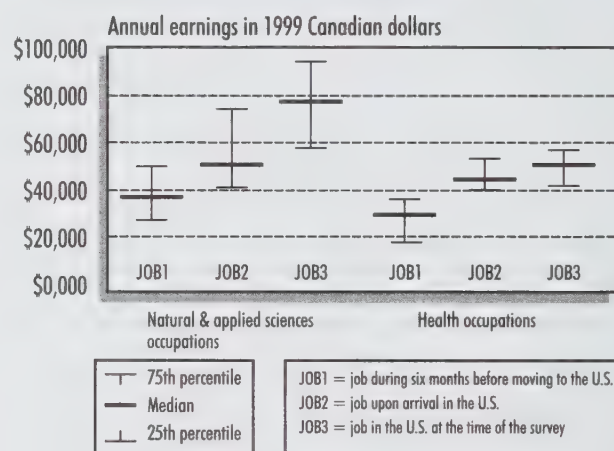 Annual earnings in 1999 Canadian dollars
$100,000
$80,000
$60,000
$40,000
$20,000
$0,000
JOB1 JOB2 JOB3 JOB1 JOB2 JOB3
Natural & applied sciences
occupations
Health occupations
75th percentile
Median
25th percentile
JOB1 = job during six months before moving to the U.S.
JOB2 = job upon arrival in the U.S.
JOB3 = job in the U.S. at the time of the survey